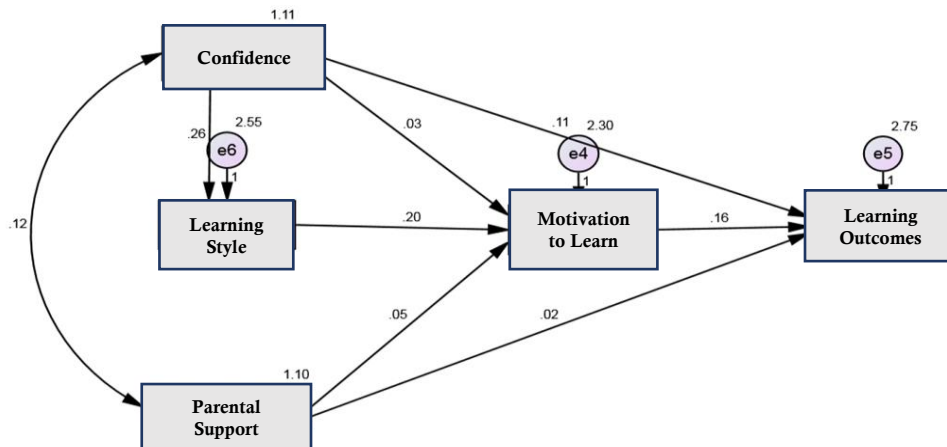 1.11
Confidence
.26
2.55
e6
1
.03
.11
2.30
e4
1
2.75
e5
1
.12
Learning
Style
.20
Motivation
to Learn
.16
Learning
Outcomes
.05
.02
1.10
Parental
Support